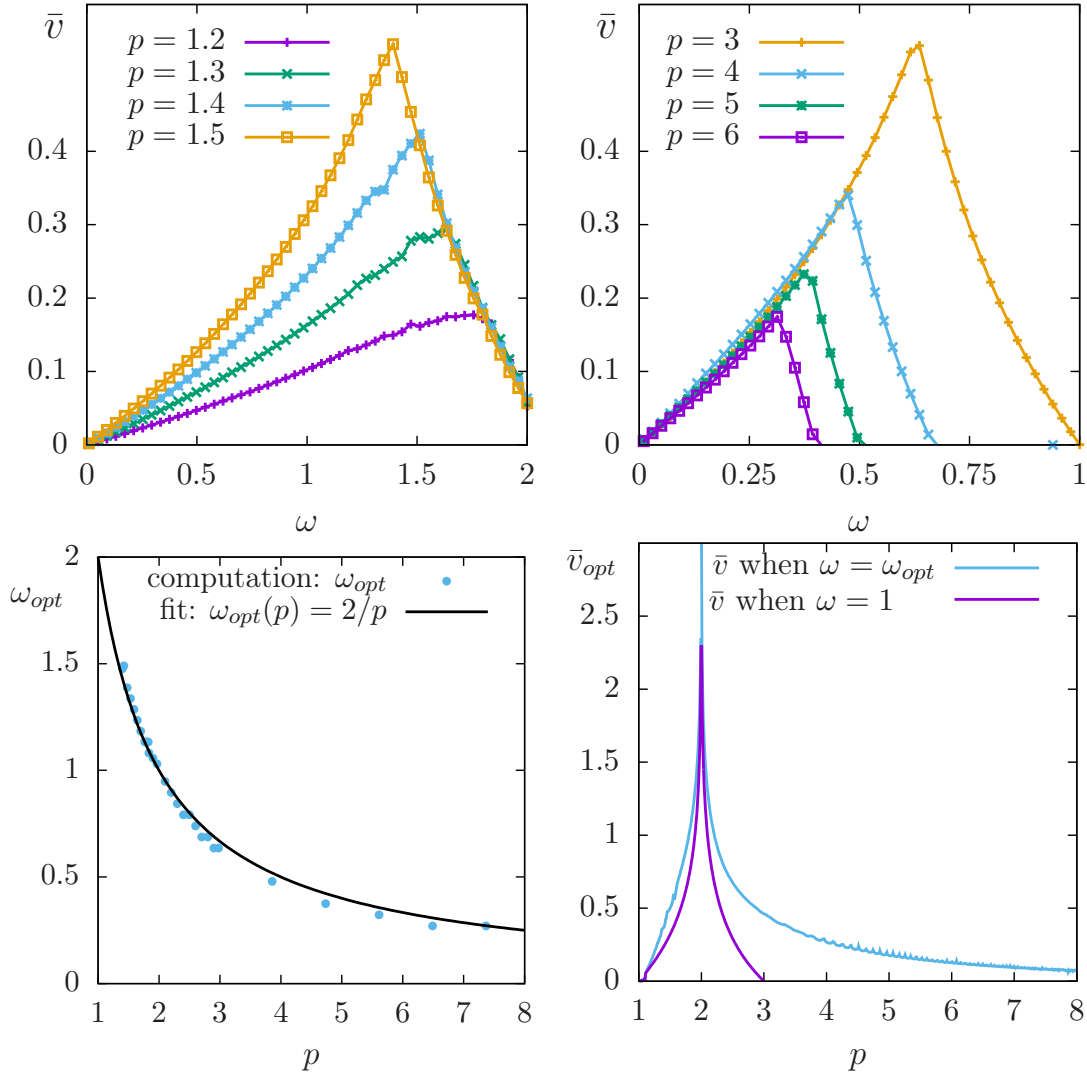 v̄
p = 1.2
p = 1.3
p = 1.4
p = 1.5
0.4
0.3
0.2
0.1
0
0 0.5 1 1.5 2
ω
v̄
p = 3
p = 4
p = 5
p = 6
0.4
0.3
0.2
0.1
0
0 0.25 0.5 0.75 1
ω
ω_opt
computation: ω_opt
fit: ω_opt(p) = 2/p
2
1.5
1
0.5
0
1 2 3 4 5 6 7 8
p
v̄_opt
v̄ when ω = ω_opt
v̄ when ω = 1
2.5
2
1.5
1
0.5
0
1 2 3 4 5 6 7 8
p